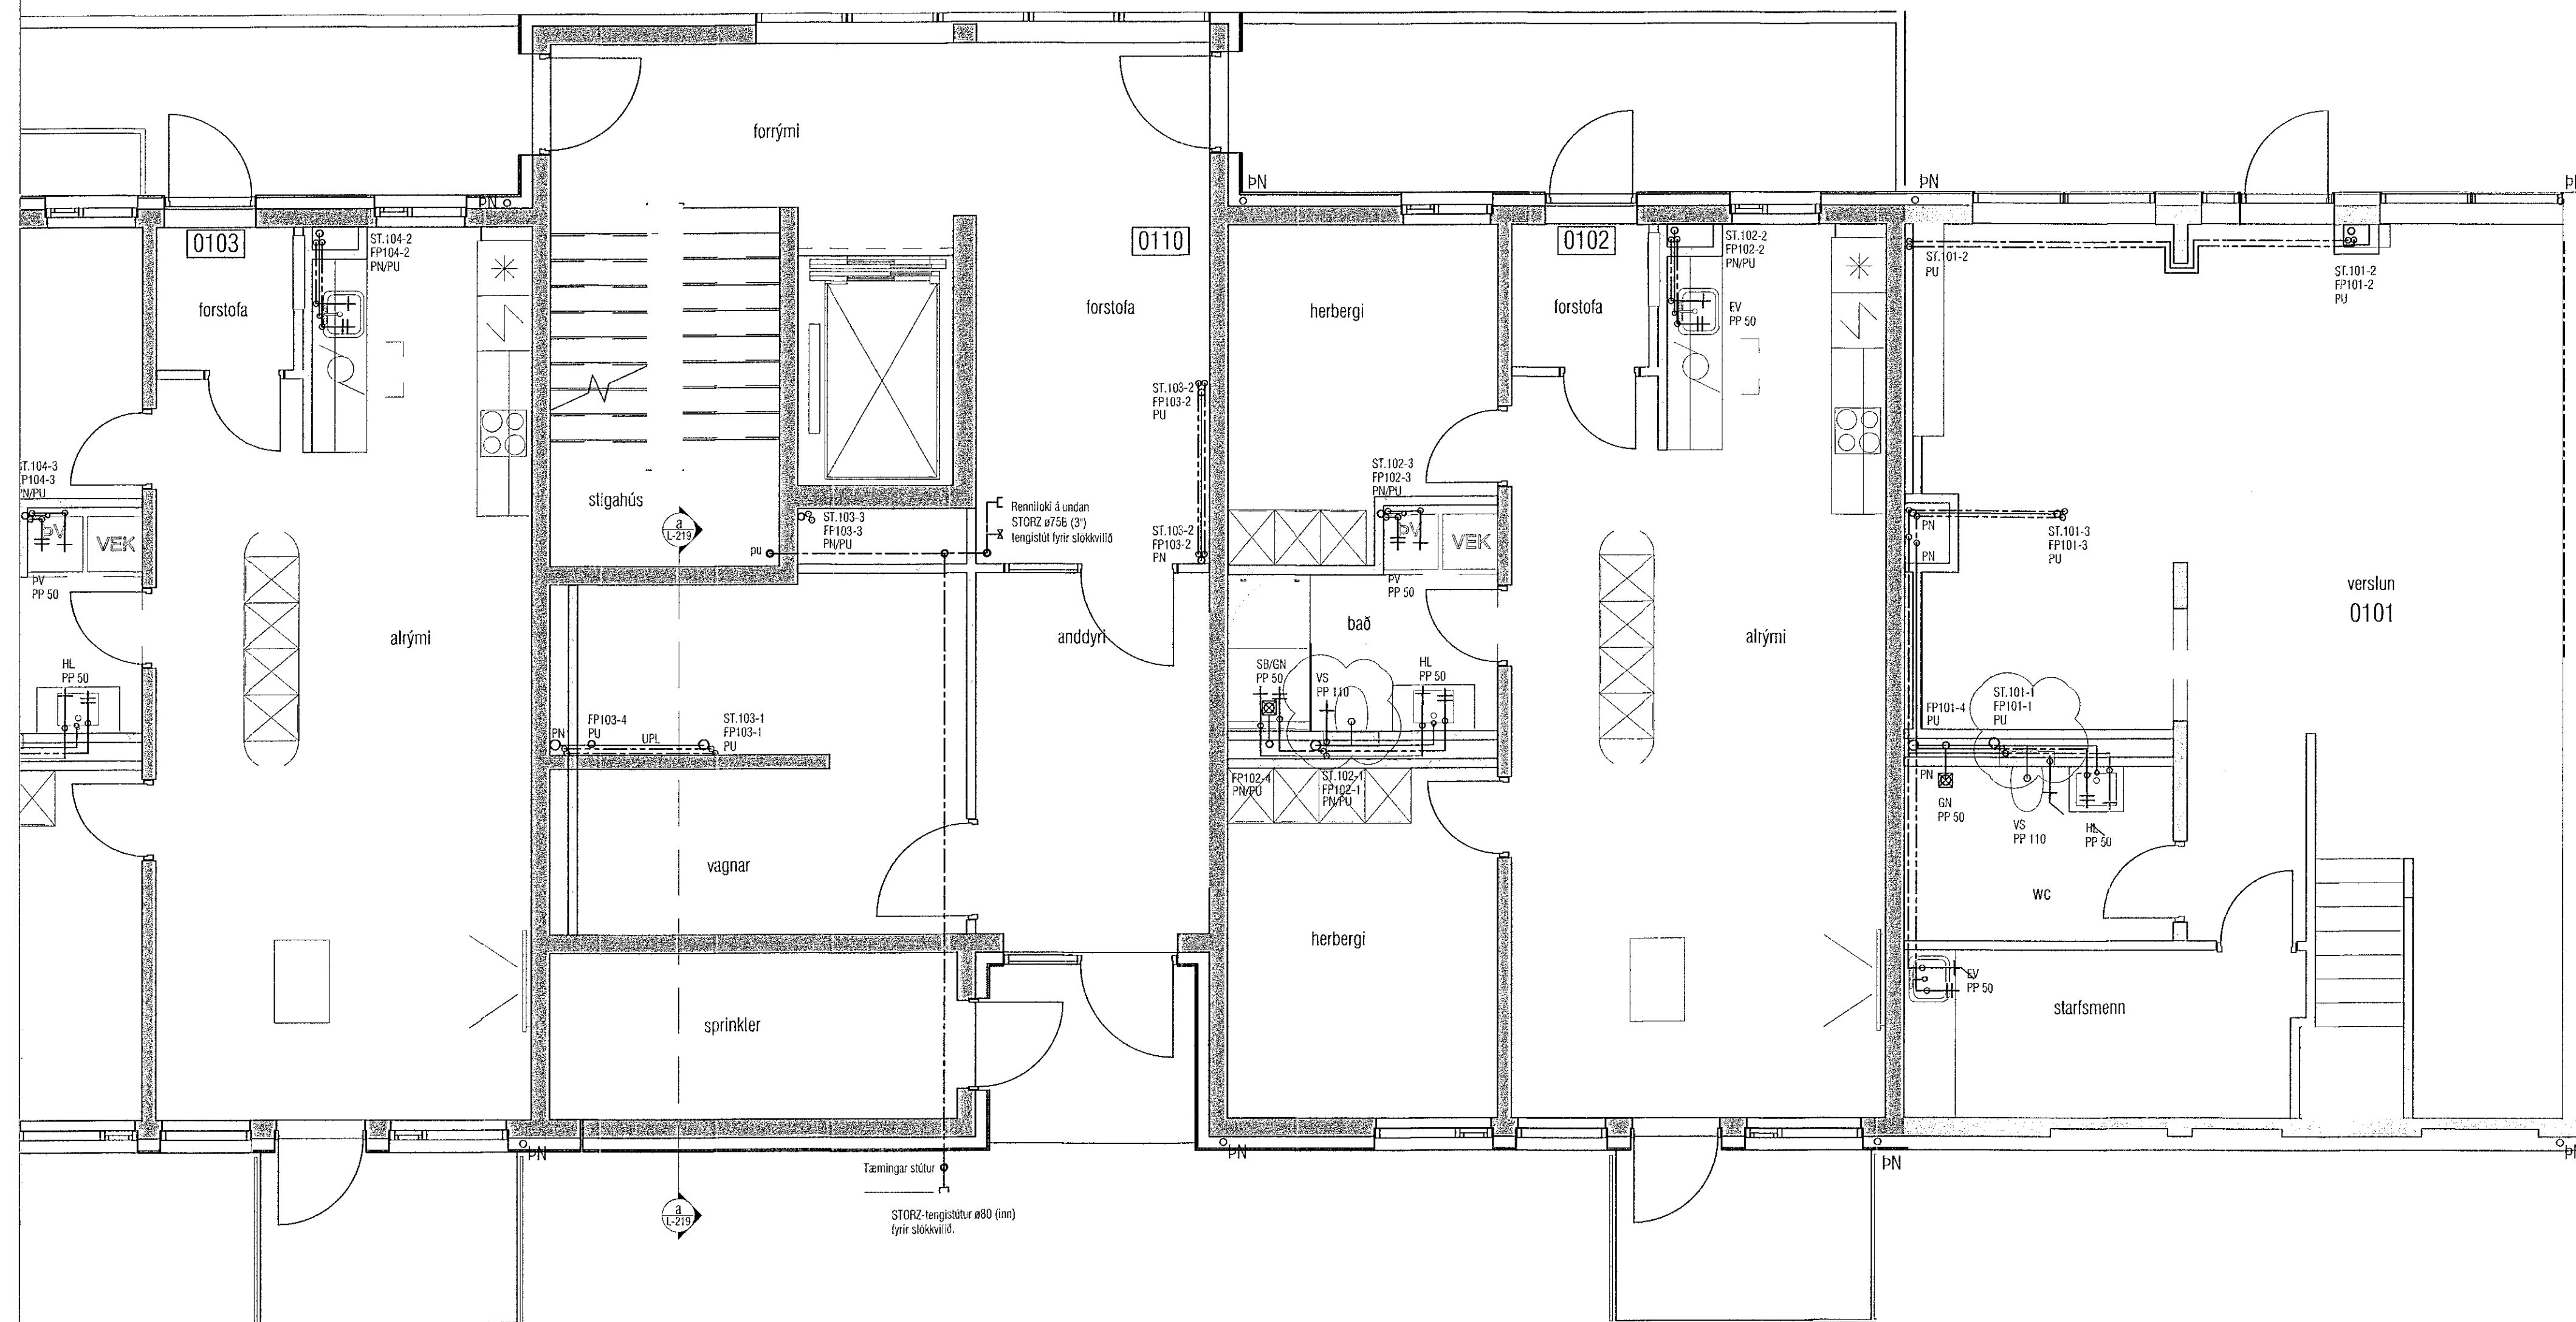 forrými
ÞN
ÞN
ÞN
0103
ST.104-2
FP104-2
PN/PU
forstofa
0110
forstofa
herbergi
0102
ST.102-2
FP102-2
PN/PU
forstofa
EV
PP 50
ST.101-2
PU
ST.101-2
FP101-2
PU
ST.103-2
FP103-2
PU
ST.104-3
FP104-3
PN/PU
ÞV
VEK
ÞV
PP 50
stigahús
a
L-219
pu
ST.103-3
FP103-3
PN/PU
Renniloki á undan
STORZ ø75B (3")
tengistút fyrir slökkvilið
ST.103-2
FP103-2
PN
ST.102-3
FP102-3
PN/PU
ÞV
VEK
ÞV
PP 50
PN
PN
ST.101-3
FP101-3
PU
verslun
0101
alrými
anddyri
bað
alrými
HL
PP 50
SB/GN
PP 50
VS
PP 110
HL
PP 50
FP101-4
PU
ST.101-1
FP101-1
PU
PN
FP103-4
PU
UPL
ST.103-1
FP103-1
PU
FP102-4
PN/PU
ST.102-1
FP102-1
PN/PU
PN
GN
PP 50
VS
PP 110
HL
PP 50
vagnar
WC
herbergi
EV
PP 50
sprinkler
starfsmenn
ÞN
ÞN
ÞN
Tæmingar stútur
a
L-219
STORZ-tengistútur ø80 (inn)
fyrir slökkvilið.